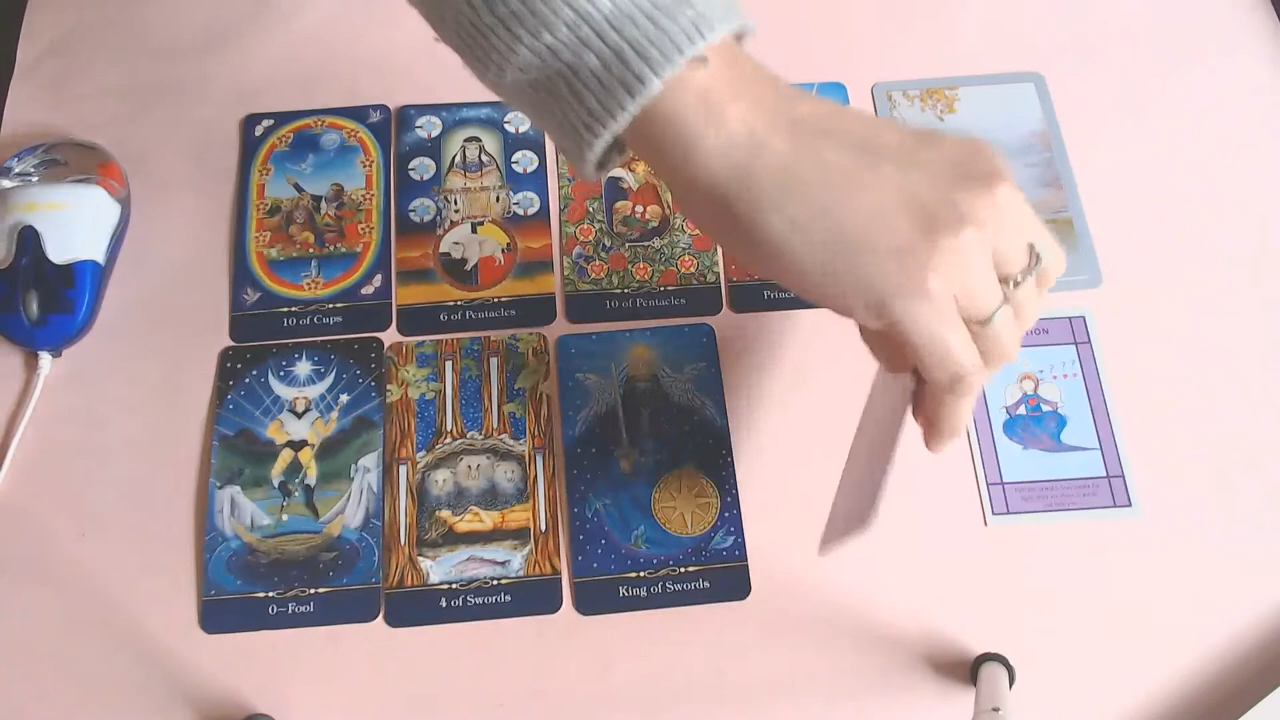 10 of Cups
6 of Pentacles
10 of Pentacles
Prince
0~Fool
4 of Swords
King of Swords